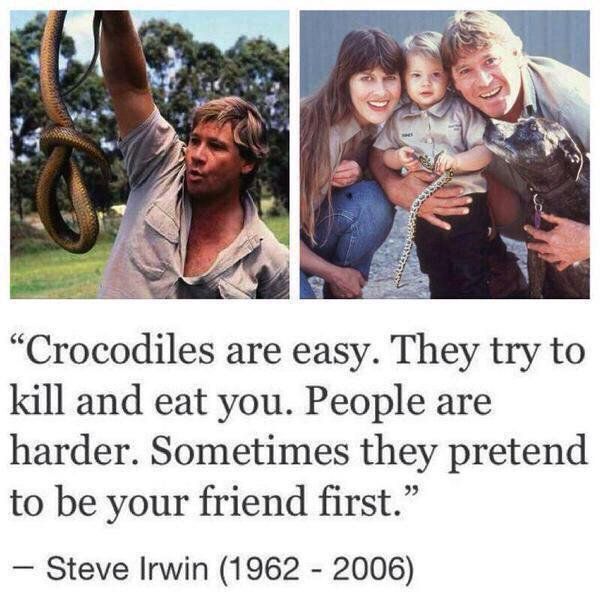 “Crocodiles are easy. They try to
kill and eat you. People are
harder. Sometimes they pretend
to be your friend first.”
– Steve Irwin (1962 - 2006)